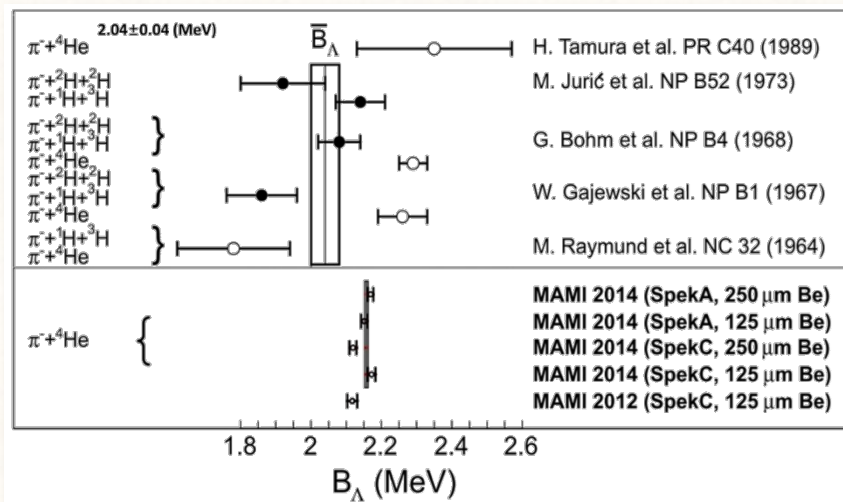 2.04±0.04 (MeV)
π⁻+⁴He B̅_Λ H. Tamura et al. PR C40 (1989)
π⁻+²H+²H M. Jurić et al. NP B52 (1973)
π⁻+¹H+³H
π⁻+²H+²H
π⁻+¹H+³H } G. Bohm et al. NP B4 (1968)
π⁻+⁴He
π⁻+²H+²H
π⁻+¹H+³H } W. Gajewski et al. NP B1 (1967)
π⁻+⁴He
π⁻+¹H+³H
π⁻+⁴He } M. Raymund et al. NC 32 (1964)
MAMI 2014 (SpekA, 250 μm Be)
MAMI 2014 (SpekA, 125 μm Be)
π⁻+⁴He { MAMI 2014 (SpekC, 250 μm Be)
MAMI 2014 (SpekC, 125 μm Be)
MAMI 2012 (SpekC, 125 μm Be)
1.8 2 2.2 2.4 2.6
B_Λ (MeV)